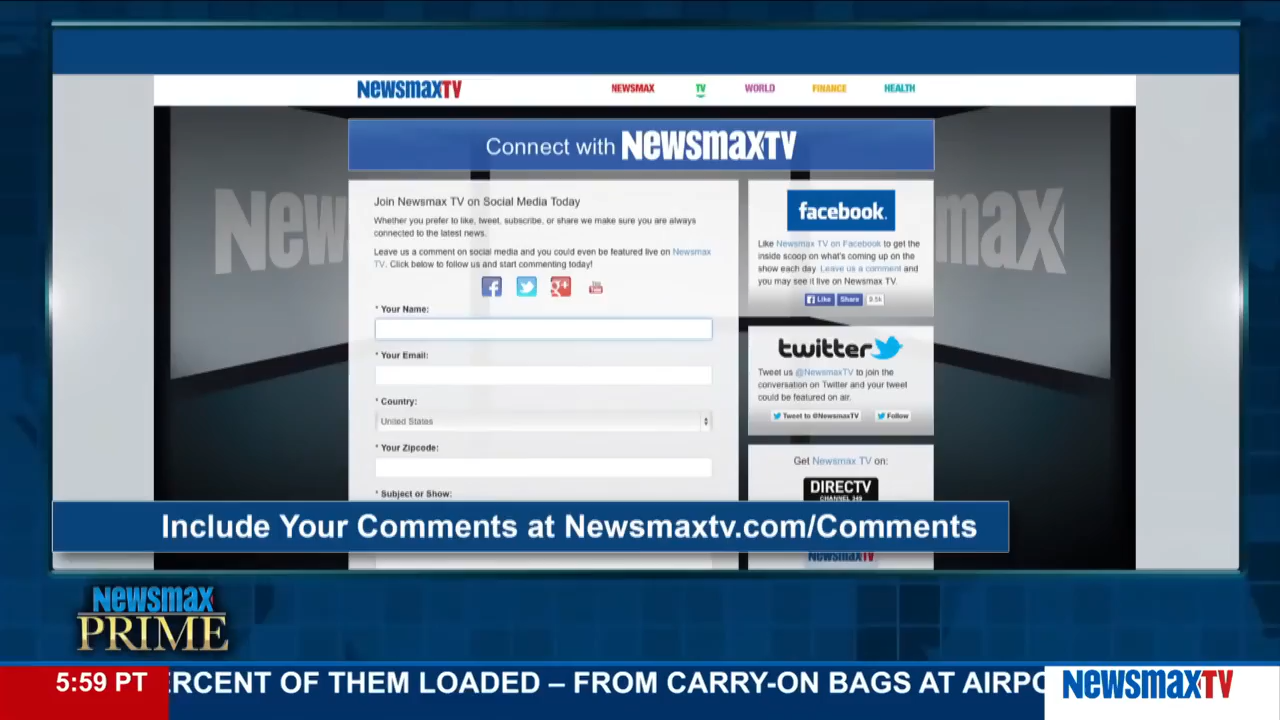 NEWSMAXTV
NEWSMAX TV WORLD FINANCE HEALTH
Connect with NEWSMAXTV
Join Newsmax TV on Social Media Today
Whether you prefer to like, tweet, subscribe, or share we make sure you are always
connected to the latest news.
Leave us a comment on social media and you could even be featured live on Newsmax
TV. Click below to follow us and start commenting today!
* Your Name:
* Your Email:
* Country:
United States
* Your Zipcode:
* Subject or Show:
facebook.
Like Newsmax TV on Facebook to get the
inside scoop on what's coming up on the
show each day. Leave us a comment and
you may see it live on Newsmax TV.
Like Share 9.5k
twitter
Tweet us @NewsmaxTV to join the
conversation on Twitter and your tweet
could be featured on air.
Tweet to @NewsmaxTV Follow
Get Newsmax TV on:
DIRECTV
CHANNEL 349
NEWSMAXTV
Include Your Comments at Newsmaxtv.com/Comments
NEWSMAX
PRIME
5:59 PT ERCENT OF THEM LOADED – FROM CARRY-ON BAGS AT AIRPO NEWSMAXTV